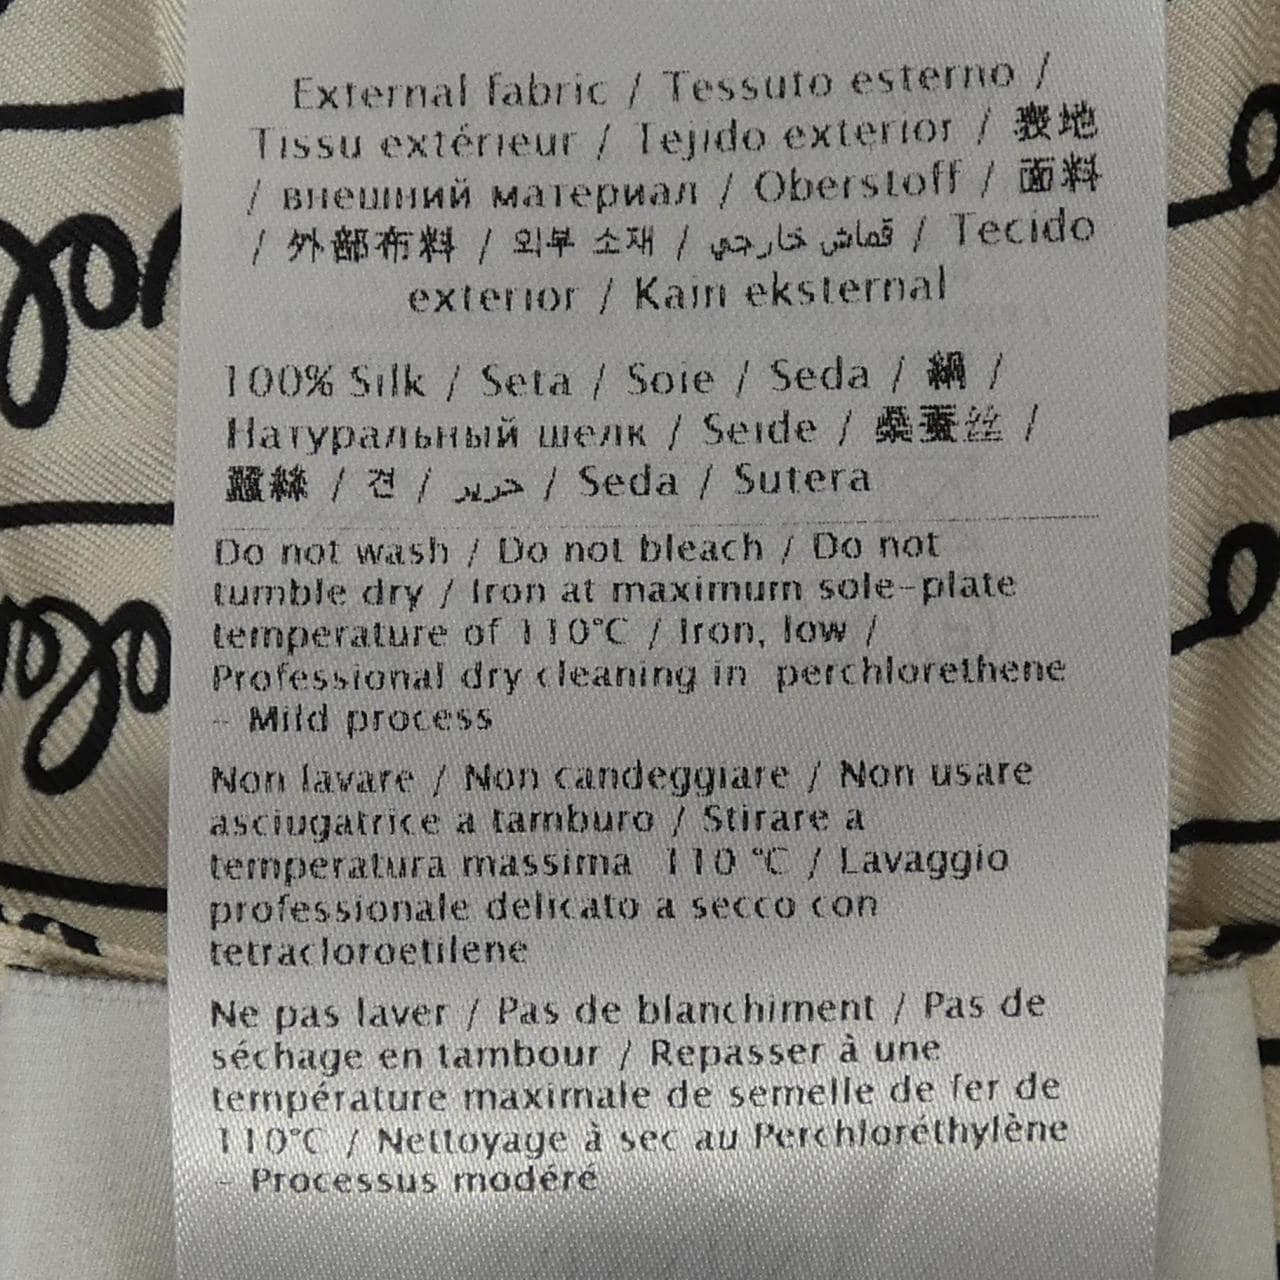 External fabric / Tessuto esterno /
Tissu extérieur / Tejido exterior / 表地
/ внешний материал / Oberstoff / 面料
/ 外部布料 / 외부 소재 / قماش خارجي / Tecido
exterior / Kain eksternal
100% Silk / Seta / Soie / Seda / 絹 /
Натуральный шелк / Seide / 桑蚕丝 /
蠶絲 / 견 / حرير / Seda / Sutera
Do not wash / Do not bleach / Do not
tumble dry / Iron at maximum sole-plate
temperature of 110°C / Iron, low /
Professional dry cleaning in perchlorethene
- Mild process
Non lavare / Non candeggiare / Non usare
asciugatrice a tamburo / Stirare a
temperatura massima 110 °C / Lavaggio
professionale delicato a secco con
tetracloroetilene
Ne pas laver / Pas de blanchiment / Pas de
séchage en tambour / Repasser à une
température maximale de semelle de fer de
110°C / Nettoyage à sec au Perchloréthylène
- Processus modéré